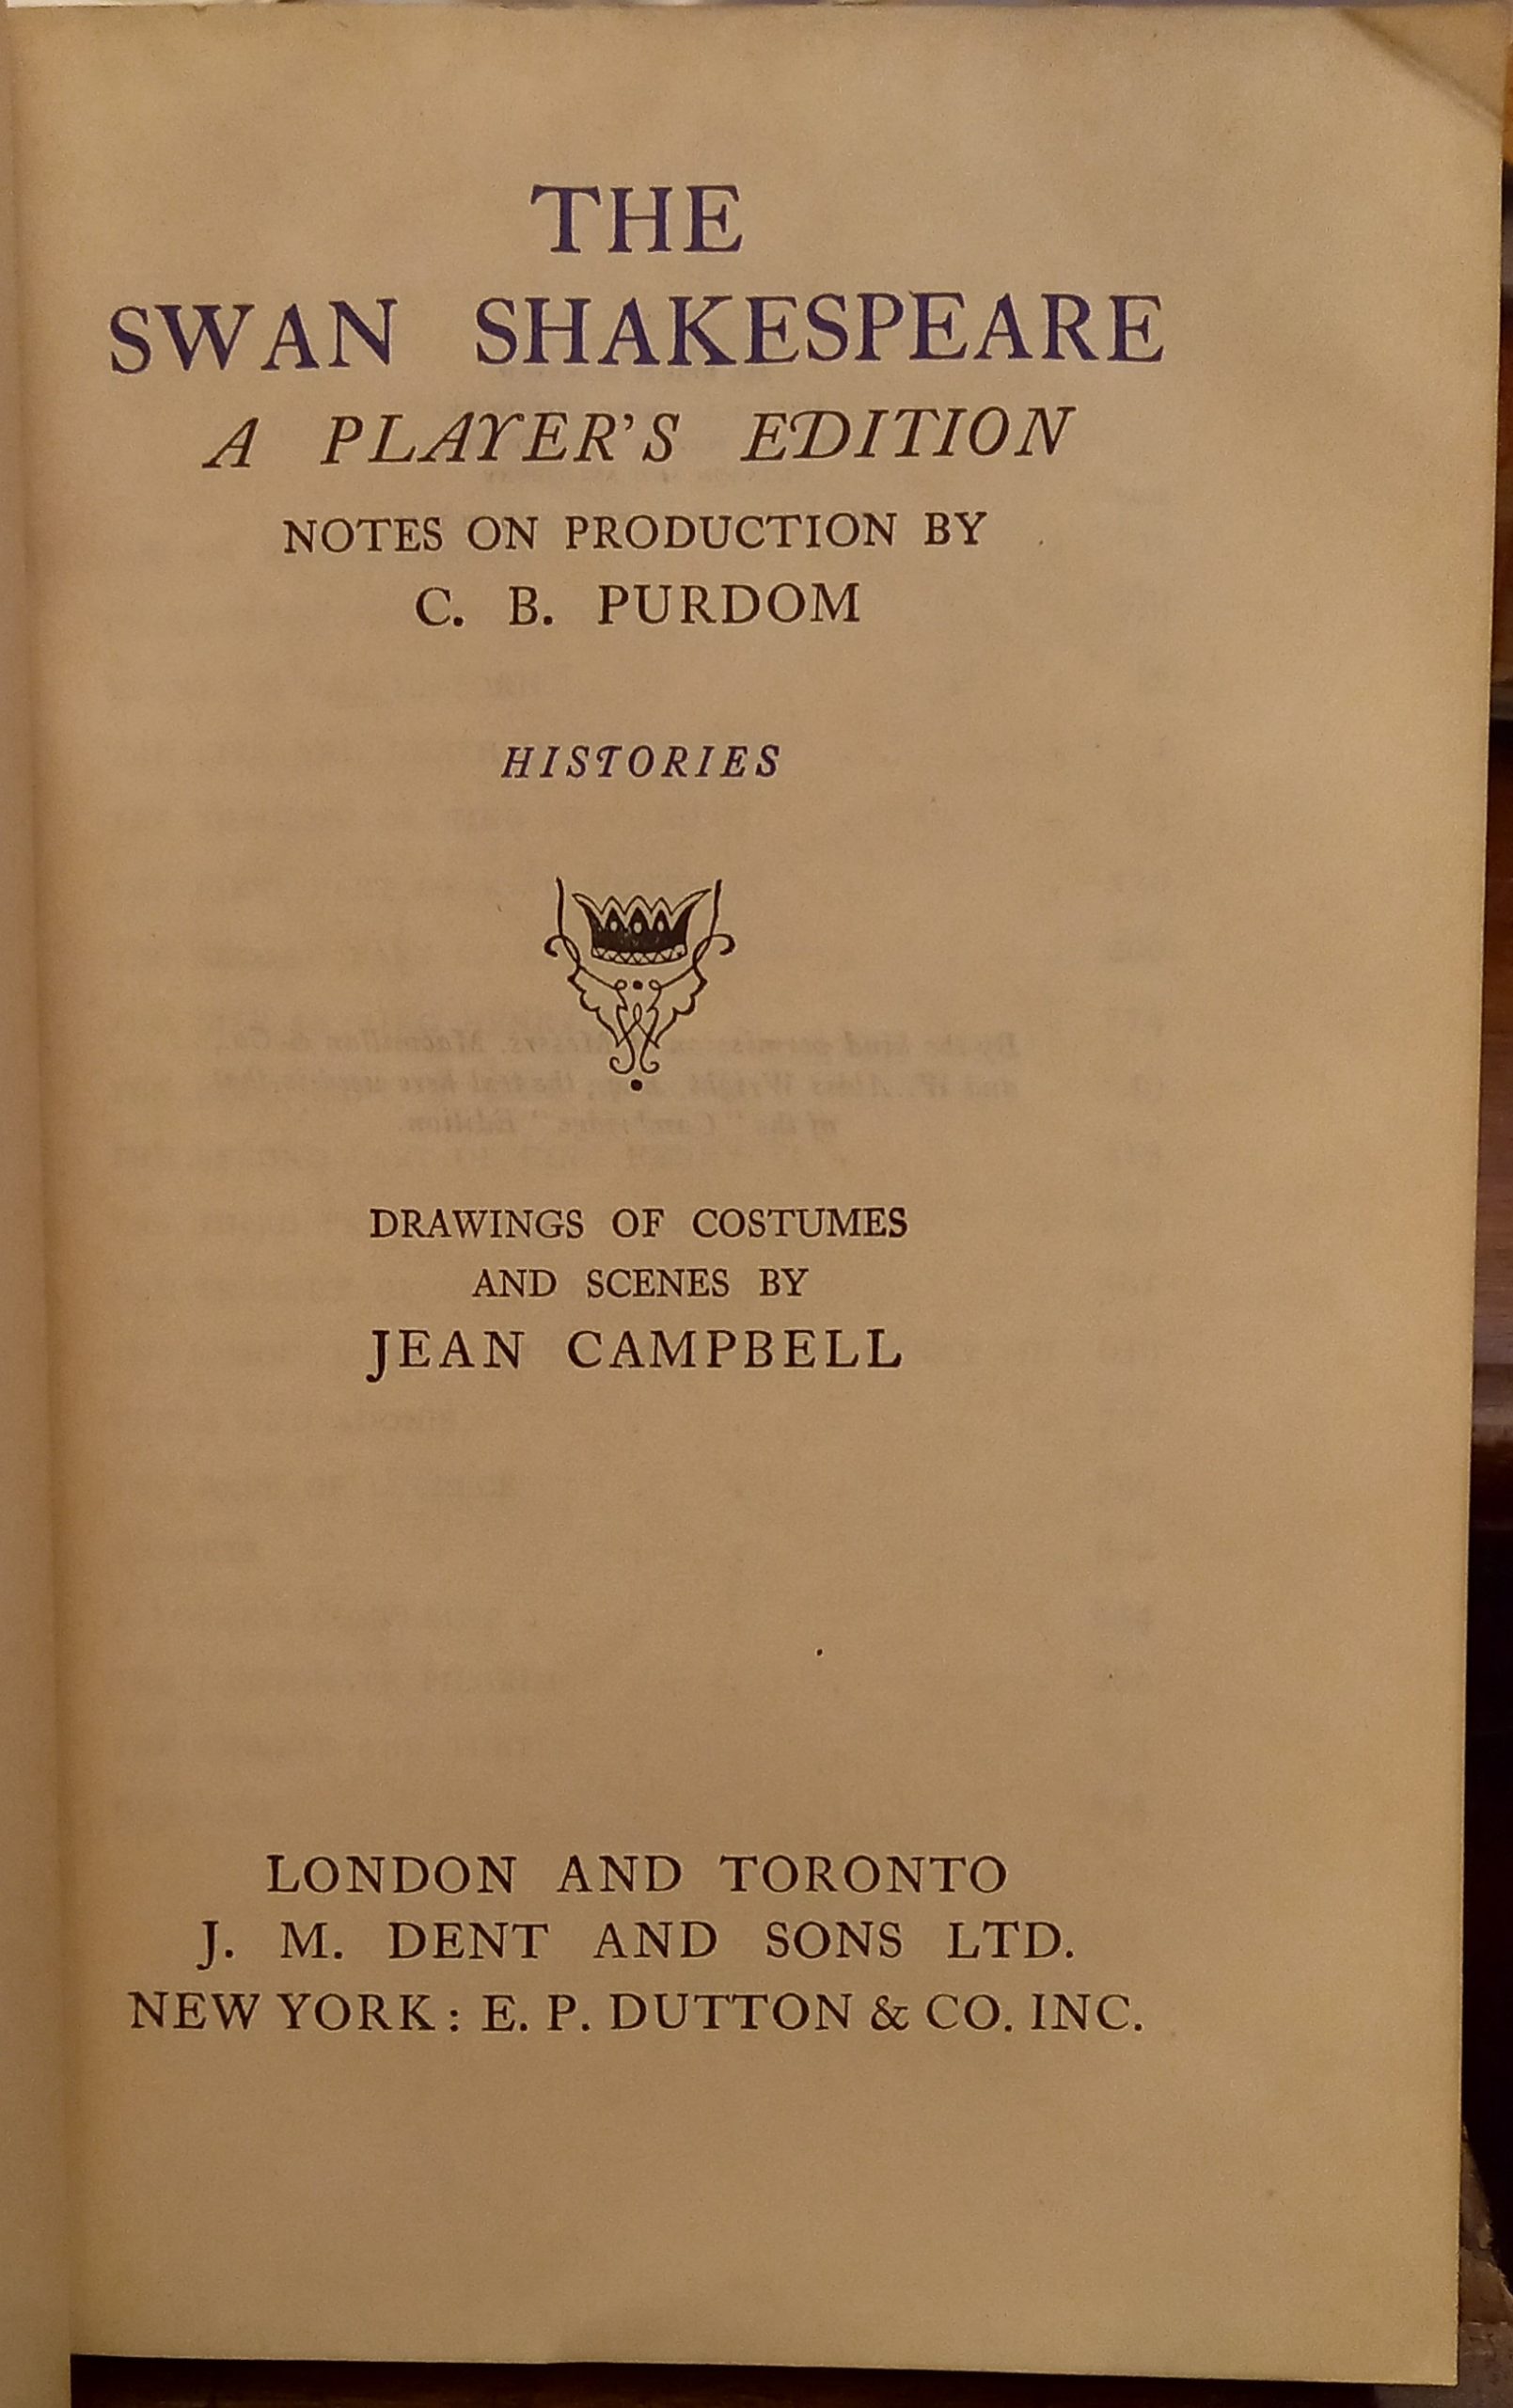 THE
SWAN SHAKESPEARE
A PLAYER'S EDITION
NOTES ON PRODUCTION BY
C. B. PURDOM
HISTORIES
DRAWINGS OF COSTUMES
AND SCENES BY
JEAN CAMPBELL
LONDON AND TORONTO
J. M. DENT AND SONS LTD.
NEW YORK: E. P. DUTTON & CO. INC.